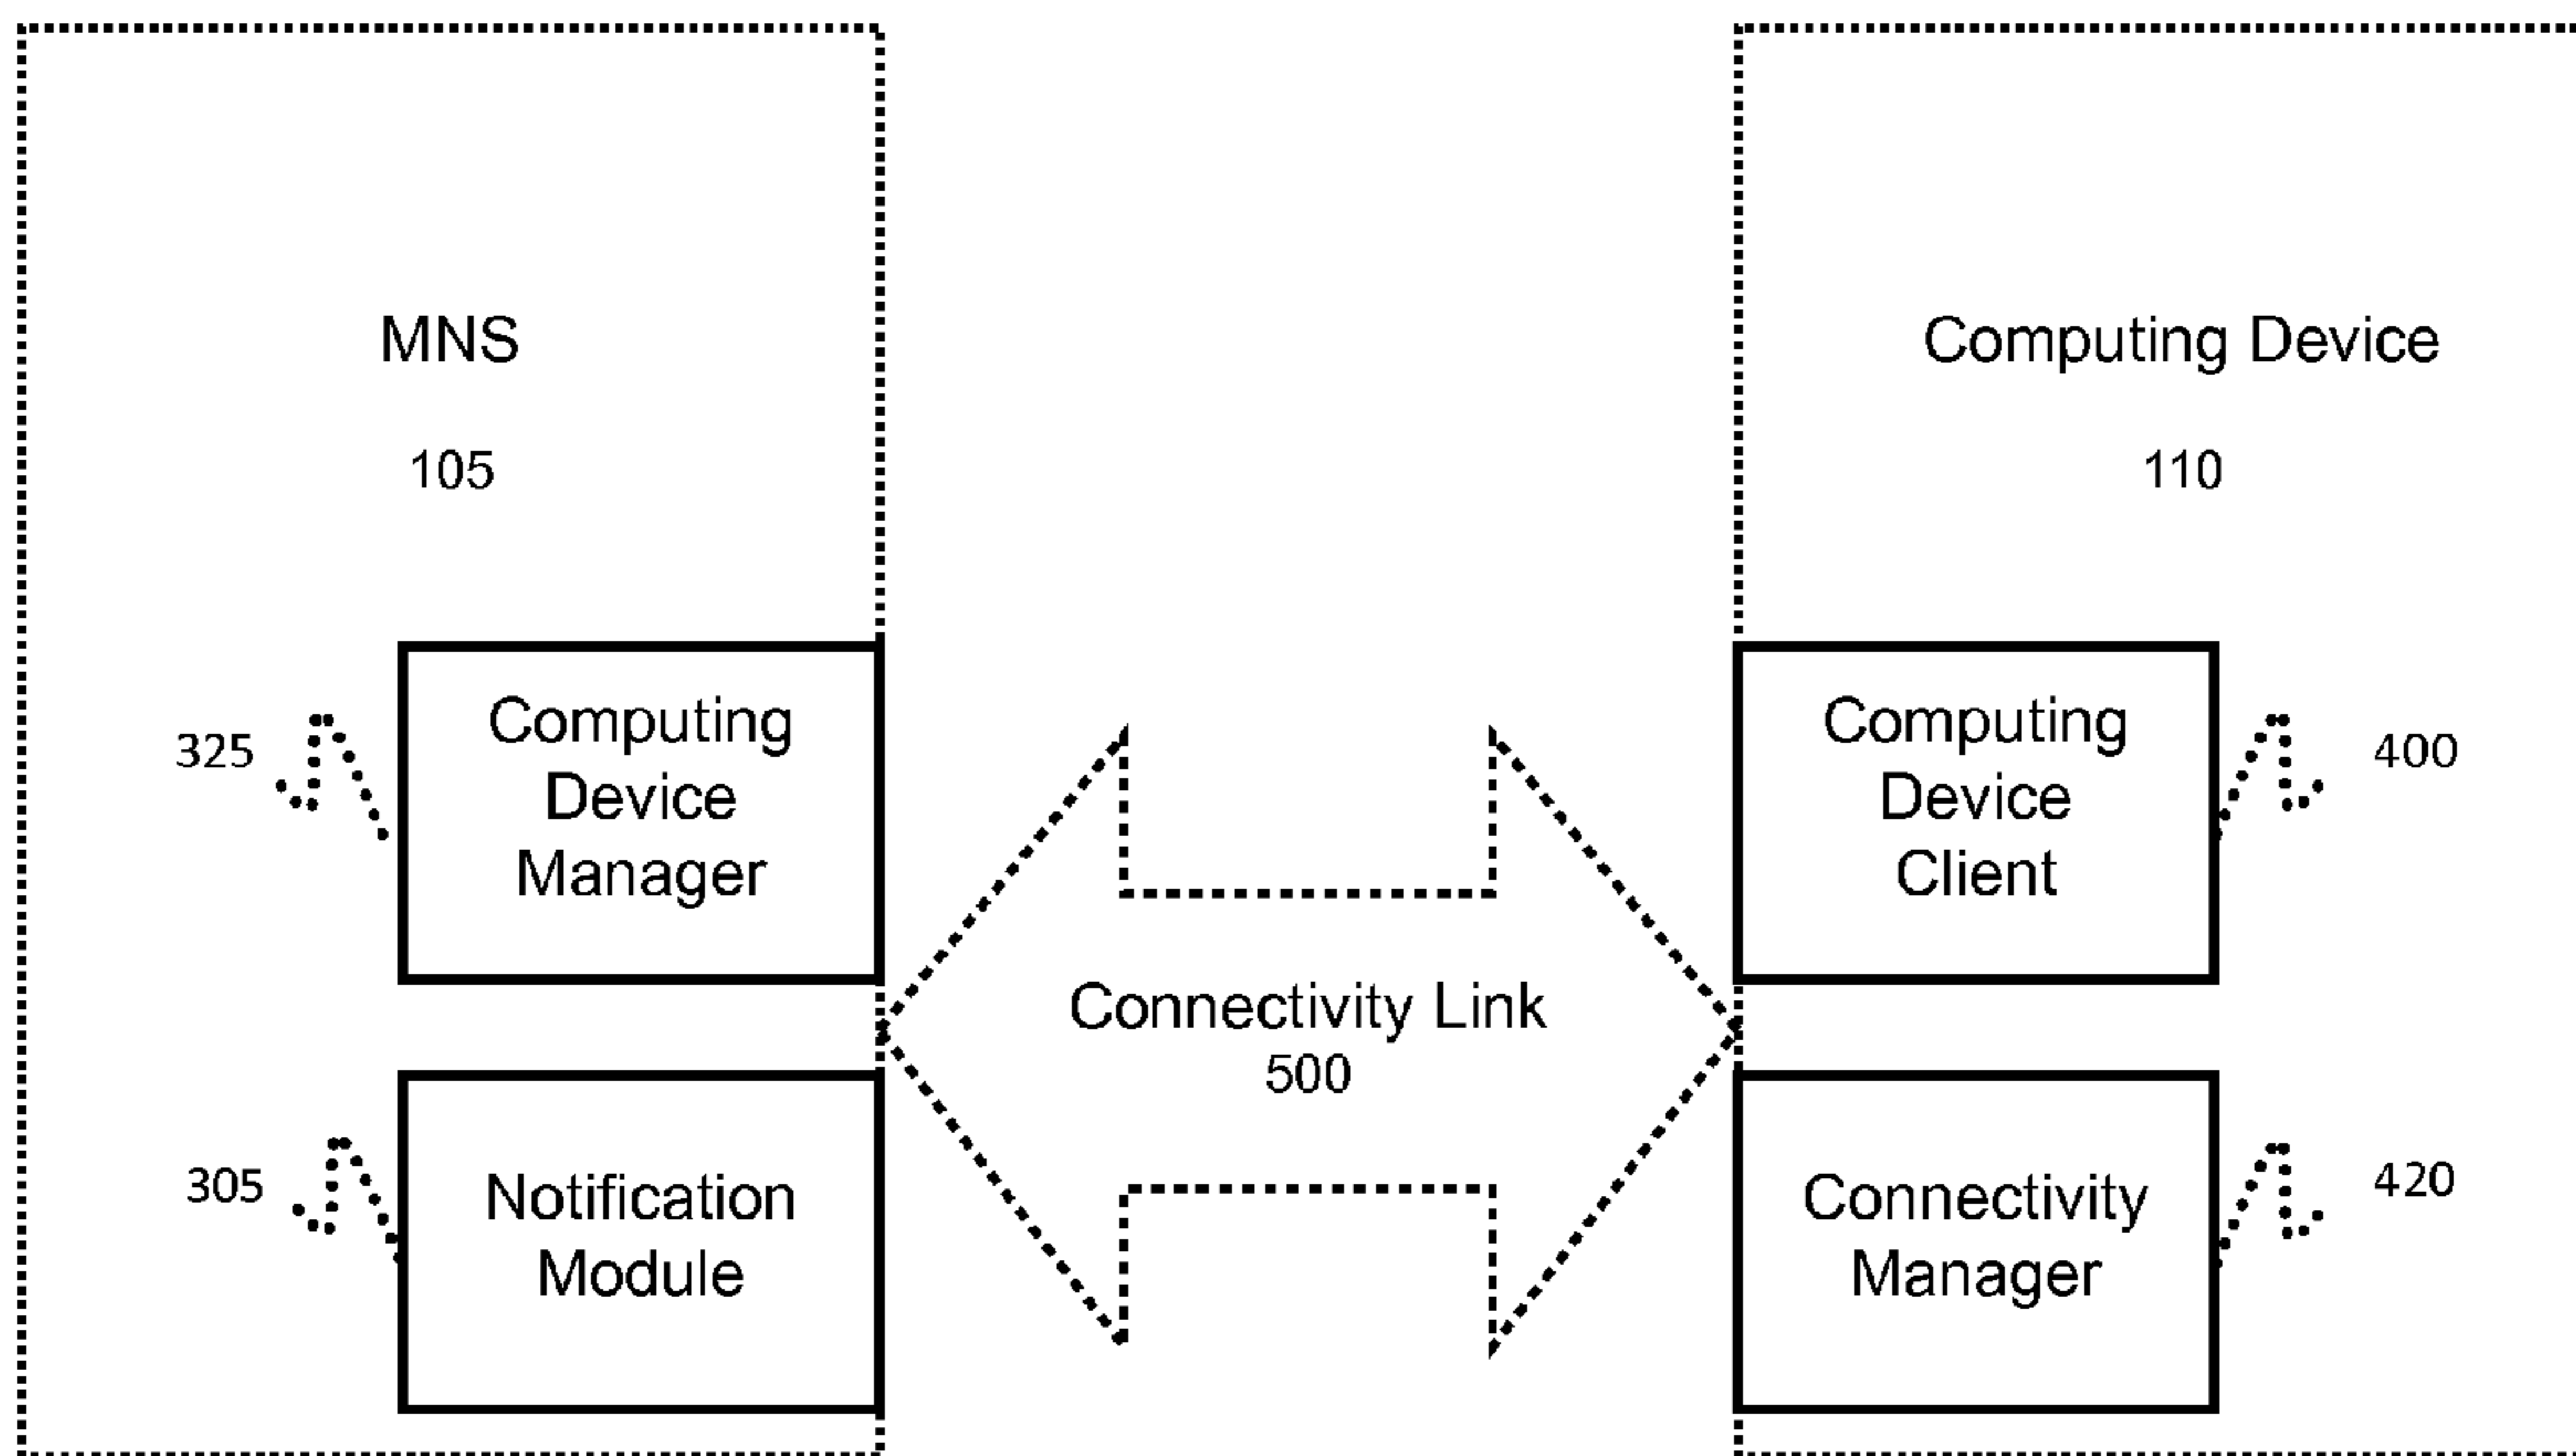 MNS
105
Computing Device
110
325
Computing
Device
Manager
Computing
Device
Client
400
Connectivity Link
500
305
Notification
Module
Connectivity
Manager
420